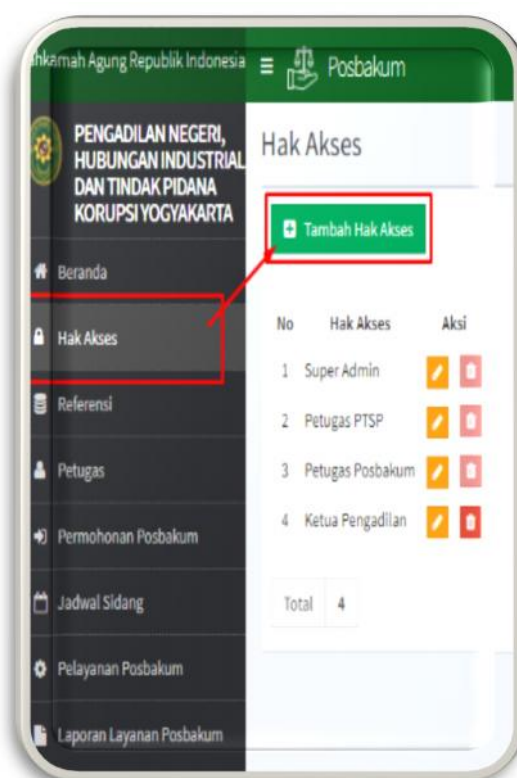 Mahkamah Agung Republik Indonesia
Posbakum
PENGADILAN NEGERI,
HUBUNGAN INDUSTRIAL
DAN TINDAK PIDANA
KORUPSI YOGYAKARTA
Beranda
Hak Akses
Referensi
Petugas
Permohonan Posbakum
Jadwal Sidang
Pelayanan Posbakum
Laporan Layanan Posbakum
Hak Akses
Tambah Hak Akses
No Hak Akses Aksi
1 Super Admin
2 Petugas PTSP
3 Petugas Posbakum
4 Ketua Pengadilan
Total 4